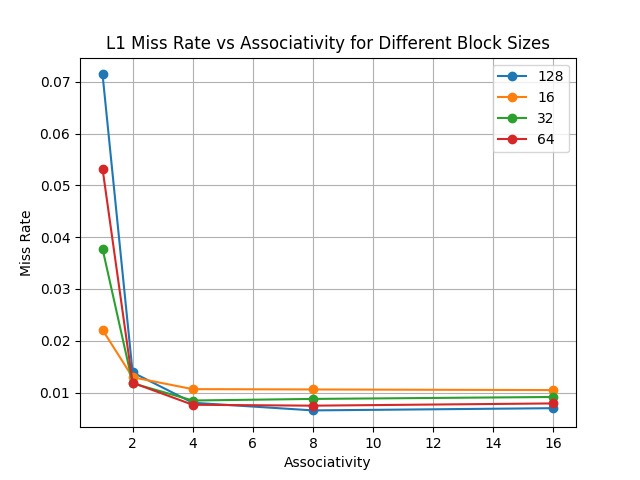 L1 Miss Rate vs Associativity for Different Block Sizes
128
16
32
64
0.07
0.06
0.05
0.04
0.03
0.02
0.01
Miss Rate
2 4 6 8 10 12 14 16
Associativity